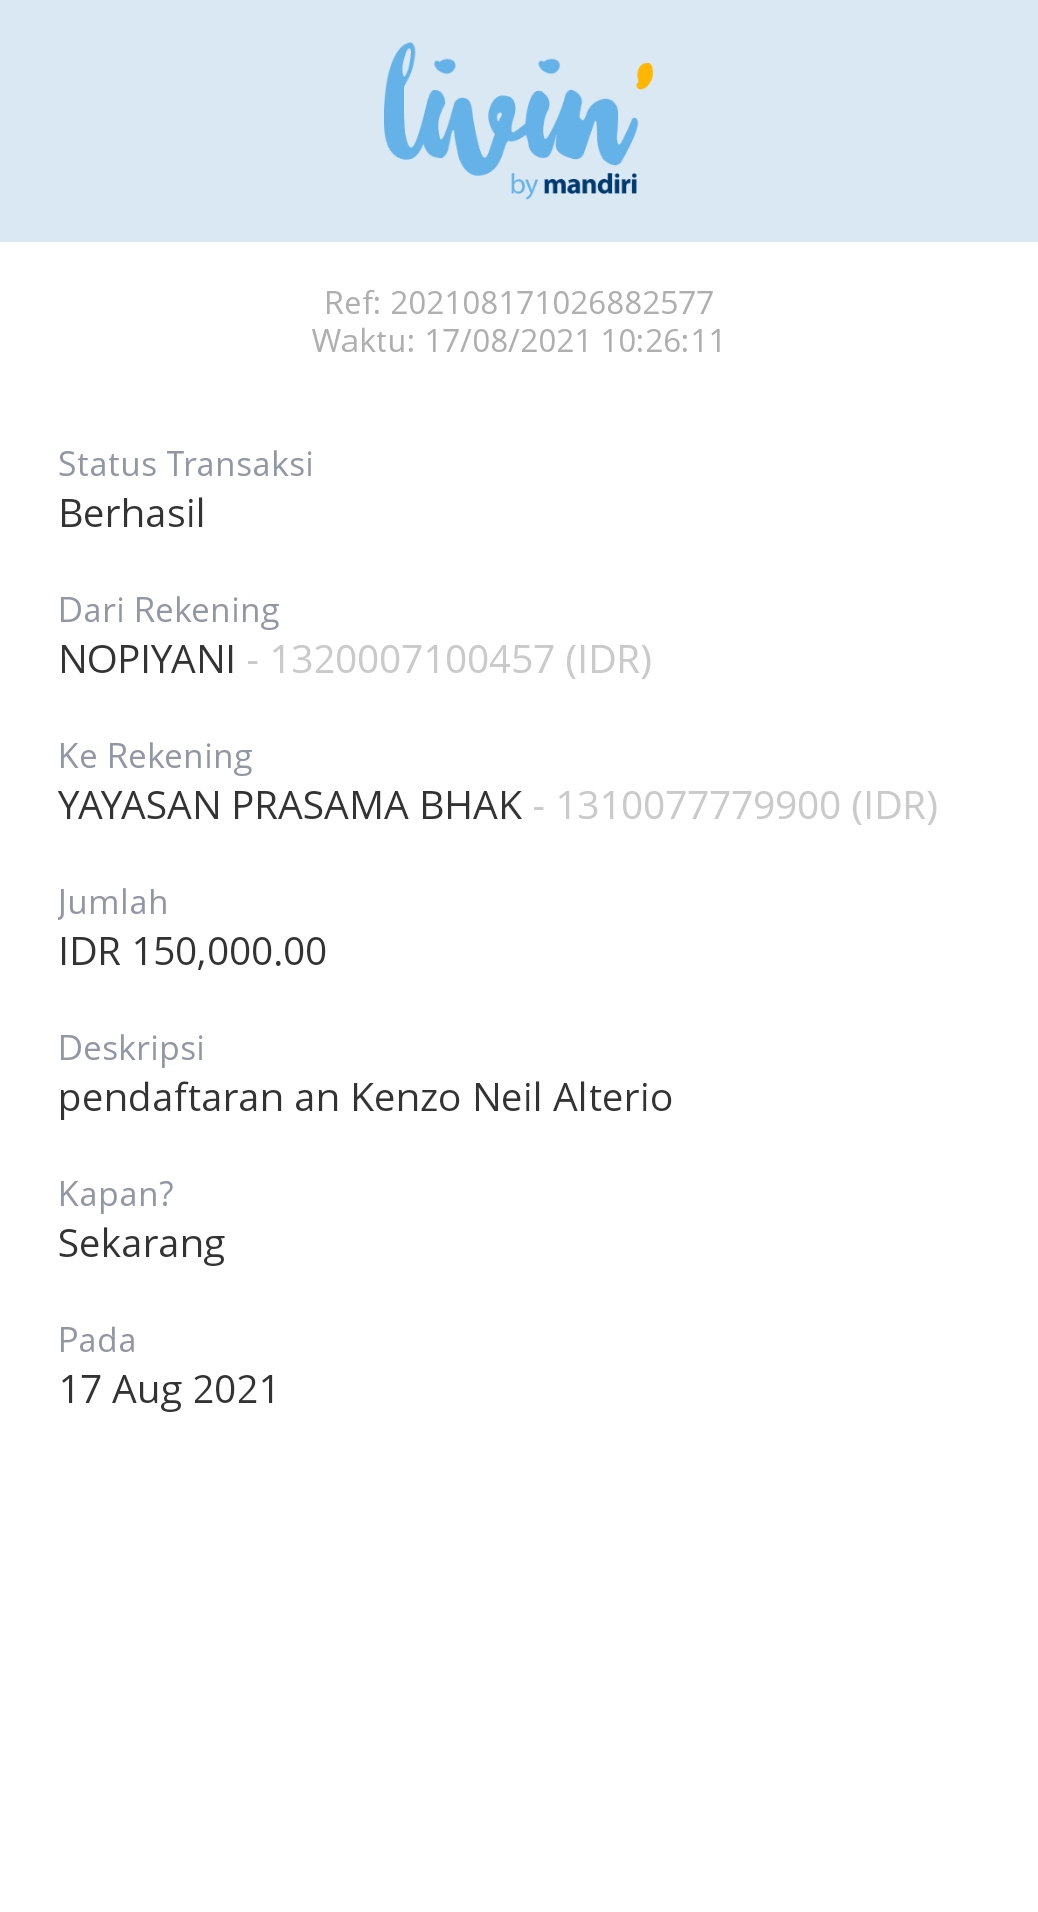 livin'
by mandiri
Ref: 202108171026882577
Waktu: 17/08/2021 10:26:11
Status Transaksi
Berhasil
Dari Rekening
NOPIYANI - 1320007100457 (IDR)
Ke Rekening
YAYASAN PRASAMA BHAK - 1310077779900 (IDR)
Jumlah
IDR 150,000.00
Deskripsi
pendaftaran an Kenzo Neil Alterio
Kapan?
Sekarang
Pada
17 Aug 2021